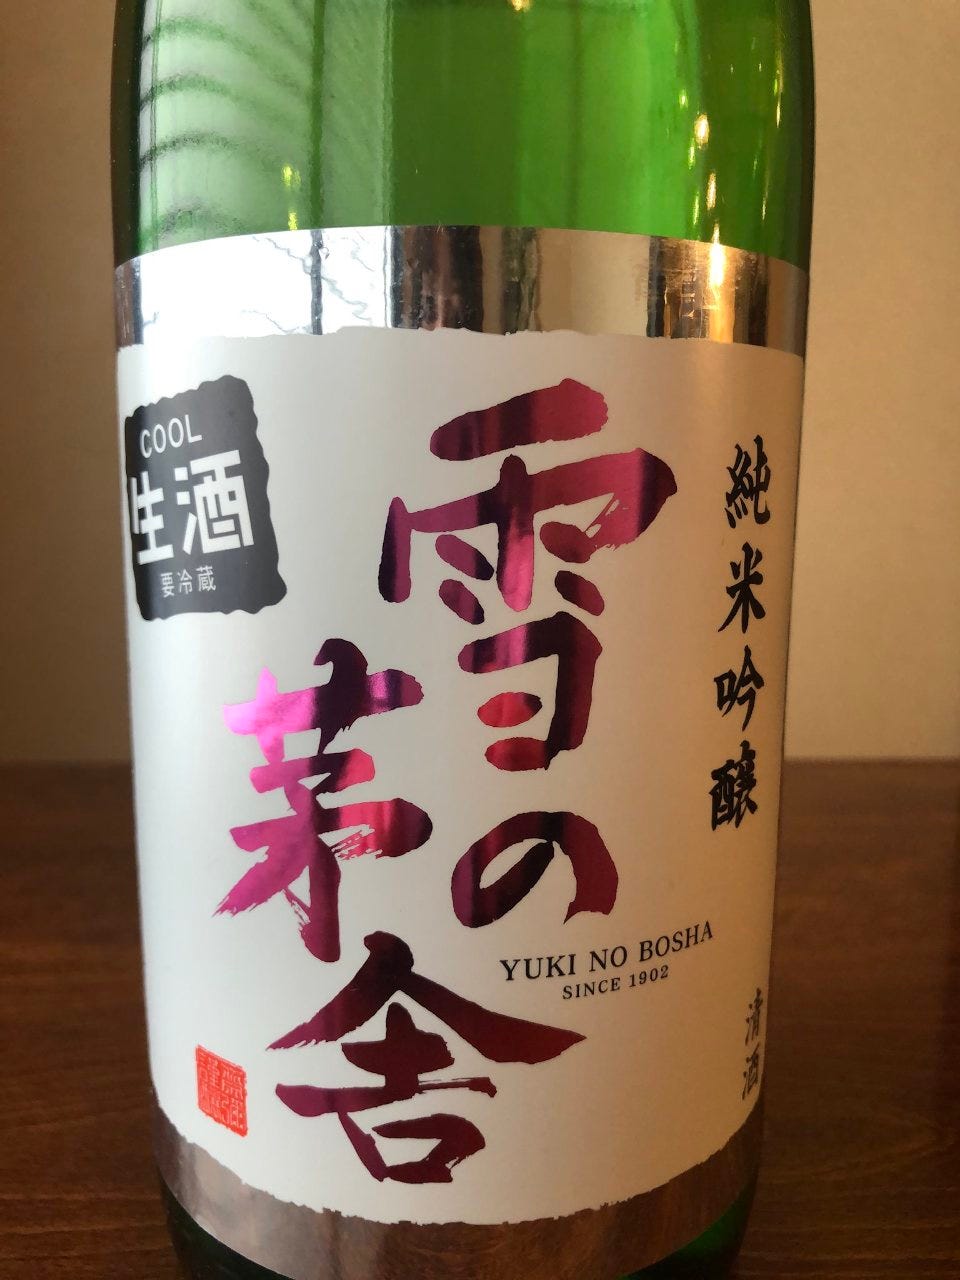 純米吟醸
雪の
茅舎
YUKI NO BOSHA
SINCE 1902
清酒
COOL
生酒
要冷蔵